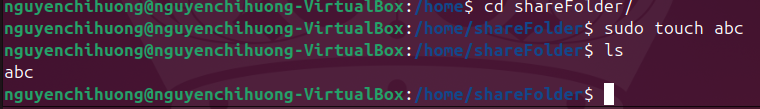 nguyenchihuong@nguyenchihuong-VirtualBox:/home$ cd shareFolder/
nguyenchihuong@nguyenchihuong-VirtualBox:/home/shareFolder$ sudo touch abc
nguyenchihuong@nguyenchihuong-VirtualBox:/home/shareFolder$ ls
abc
nguyenchihuong@nguyenchihuong-VirtualBox:/home/shareFolder$